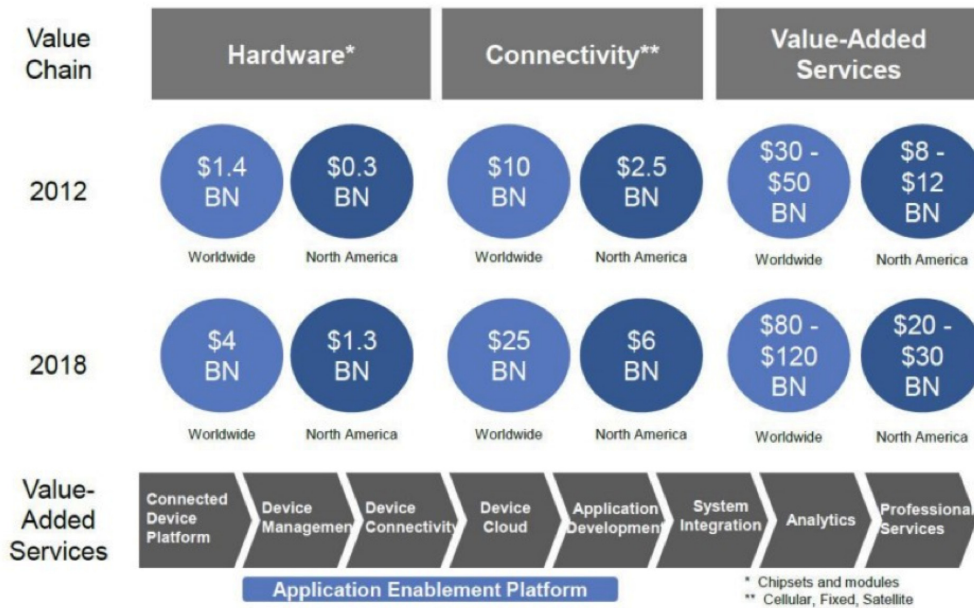 Value
Chain
Hardware*
Connectivity**
Value-Added
Services
2012
$1.4
BN
$0.3
BN
$10
BN
$2.5
BN
$30 -
$50
BN
$8 -
$12
BN
Worldwide
North America
Worldwide
North America
Worldwide
North America
2018
$4
BN
$1.3
BN
$25
BN
$6
BN
$80 -
$120
BN
$20 -
$30
BN
Worldwide
North America
Worldwide
North America
Worldwide
North America
Value-
Added
Services
Connected
Device
Platform
Device
Management
Device
Connectivity
Device
Cloud
Application
Development
System
Integration
Analytics
Professional
Services
Application Enablement Platform
* Chipsets and modules
** Cellular, Fixed, Satellite